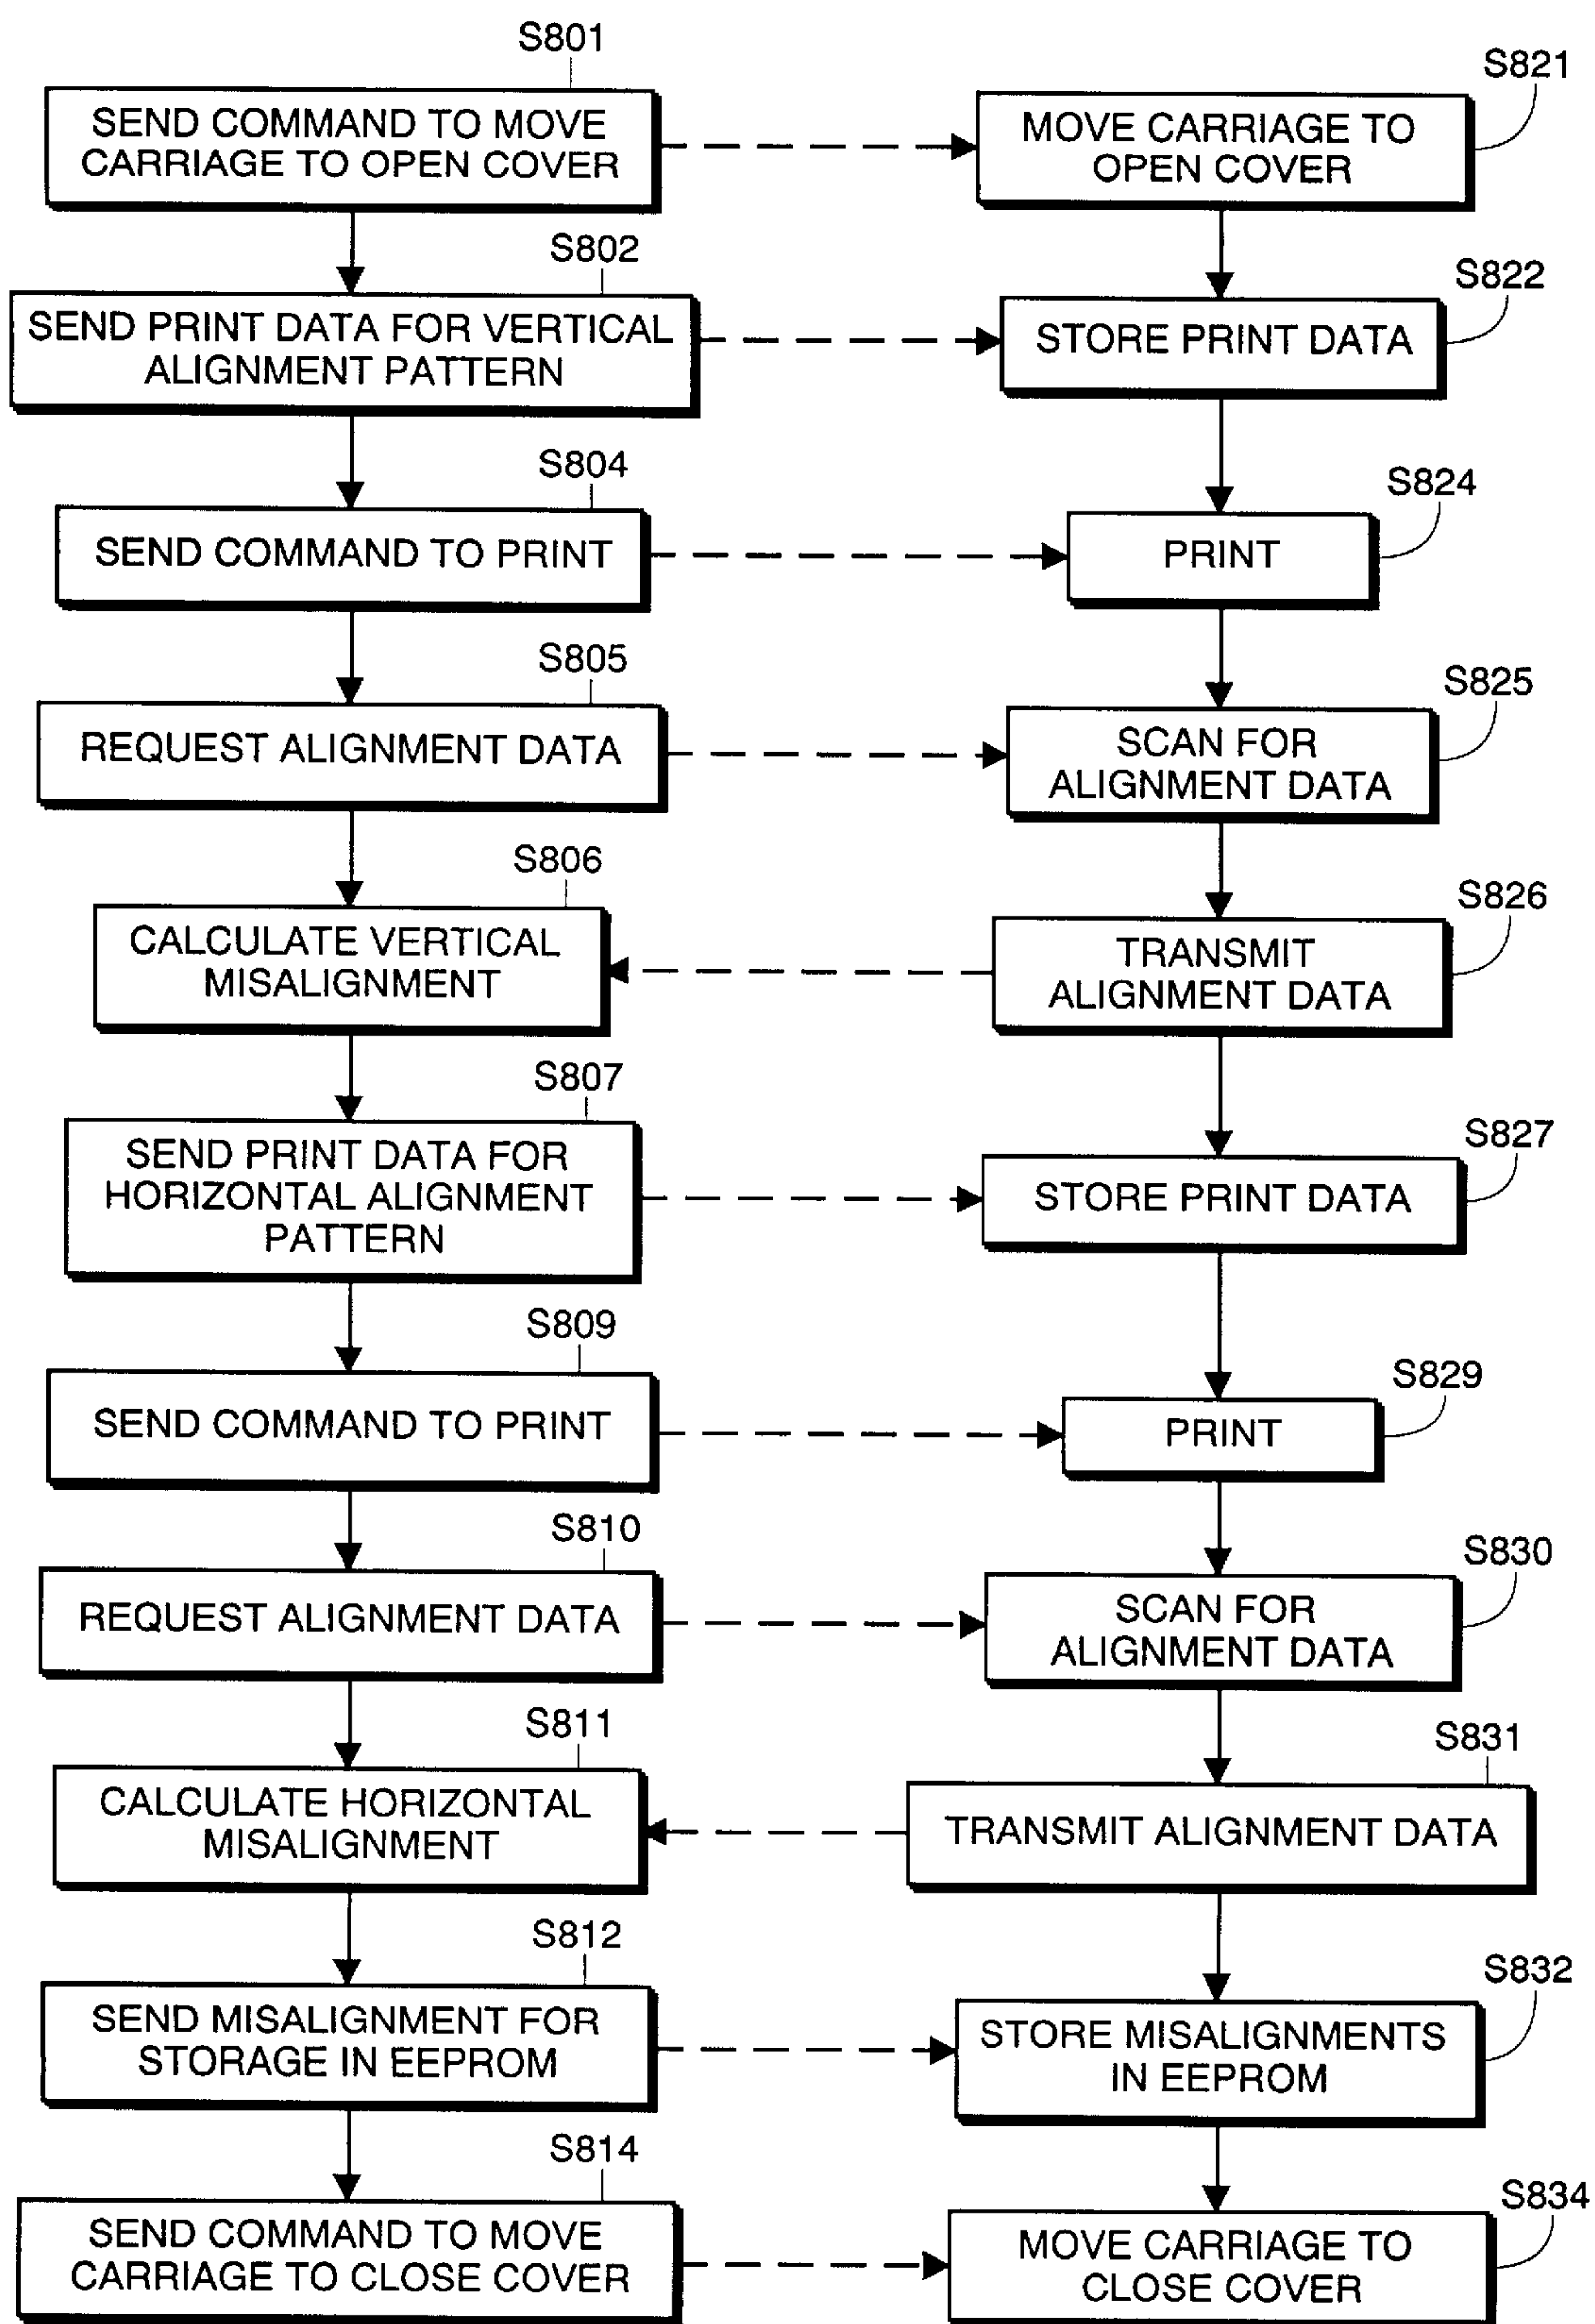 S801
SEND COMMAND TO MOVE
CARRIAGE TO OPEN COVER
S821
MOVE CARRIAGE TO
OPEN COVER
S802
SEND PRINT DATA FOR VERTICAL
ALIGNMENT PATTERN
S822
STORE PRINT DATA
S804
SEND COMMAND TO PRINT
S824
PRINT
S805
REQUEST ALIGNMENT DATA
S825
SCAN FOR
ALIGNMENT DATA
S806
CALCULATE VERTICAL
MISALIGNMENT
S826
TRANSMIT
ALIGNMENT DATA
S807
SEND PRINT DATA FOR
HORIZONTAL ALIGNMENT
PATTERN
S827
STORE PRINT DATA
S809
SEND COMMAND TO PRINT
S829
PRINT
S810
REQUEST ALIGNMENT DATA
S830
SCAN FOR
ALIGNMENT DATA
S811
CALCULATE HORIZONTAL
MISALIGNMENT
S831
TRANSMIT ALIGNMENT DATA
S812
SEND MISALIGNMENT FOR
STORAGE IN EEPROM
S832
STORE MISALIGNMENTS
IN EEPROM
S814
SEND COMMAND TO MOVE
CARRIAGE TO CLOSE COVER
S834
MOVE CARRIAGE TO
CLOSE COVER